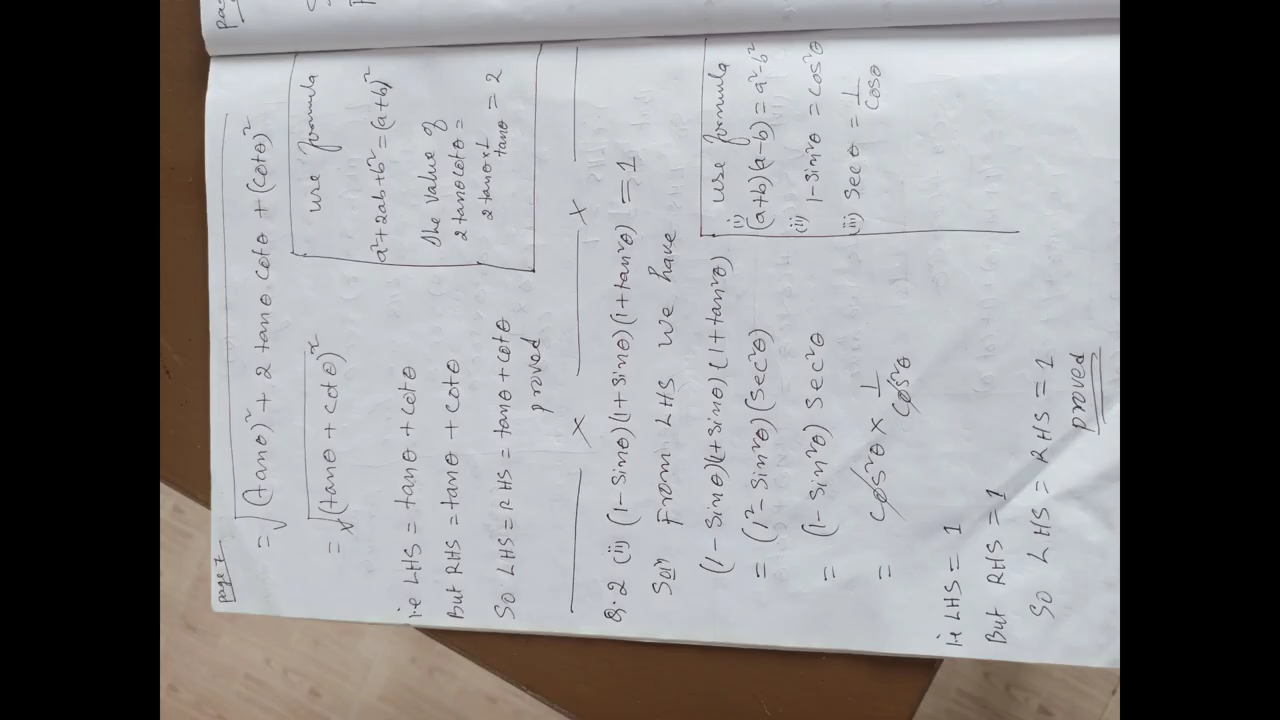 page 7
= √(tanθ)² + 2 tanθ · cotθ + (cotθ)²
= √(tanθ + cotθ)²
i.e LHS = tanθ + cotθ
But RHS = tanθ + cotθ
So LHS = RHS = tanθ + cotθ
proved
use formula
a² + 2ab + b² = (a+b)²
The value of
2 tanθ cotθ =
2 tanθ × 1/tanθ = 2
X X
Q.2 (ii) (1 - sinθ)(1 + sinθ)(1 + tan²θ) = 1
Soln From LHS we have
(1 - sinθ)(1 + sinθ)(1 + tan²θ)
= (1² - sin²θ)(sec²θ)
= (1 - sin²θ) sec²θ
= cos²θ × 1/cos²θ
i.e LHS = 1
But RHS = 1
So LHS = RHS = 1
proved
use formula
(i) (a+b)(a-b) = a² - b²
(ii) 1 - sin²θ = cos²θ
(iii) secθ = 1/cosθ